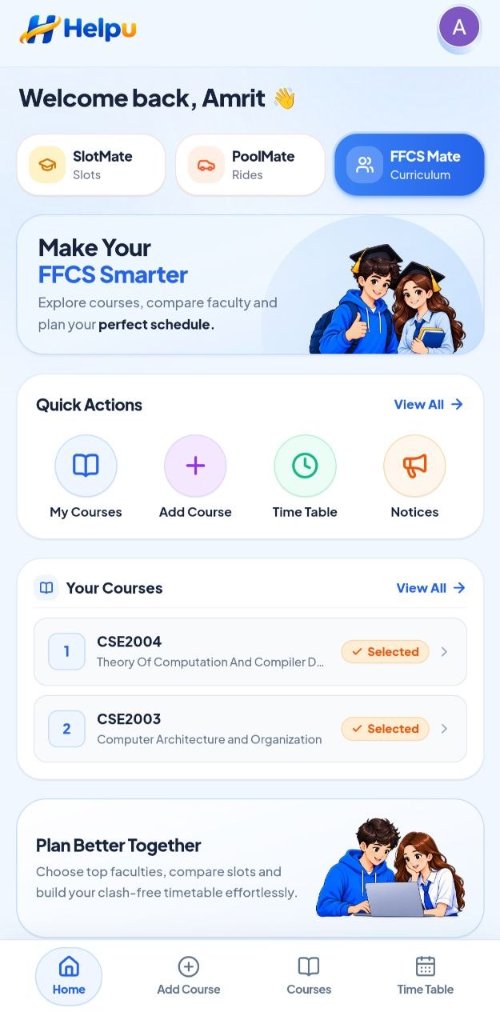 Helpu
A
Welcome back, Amrit 👋
SlotMate
Slots
PoolMate
Rides
FFCS Mate
Curriculum
Make Your
FFCS Smarter
Explore courses, compare faculty and
plan your perfect schedule.
Quick Actions
View All →
My Courses
Add Course
Time Table
Notices
Your Courses
View All →
1
CSE2004
Theory Of Computation And Compiler D...
✓ Selected
2
CSE2003
Computer Architecture and Organization
✓ Selected
Plan Better Together
Choose top faculties, compare slots and
build your clash-free timetable effortlessly.
Home
Add Course
Courses
Time Table